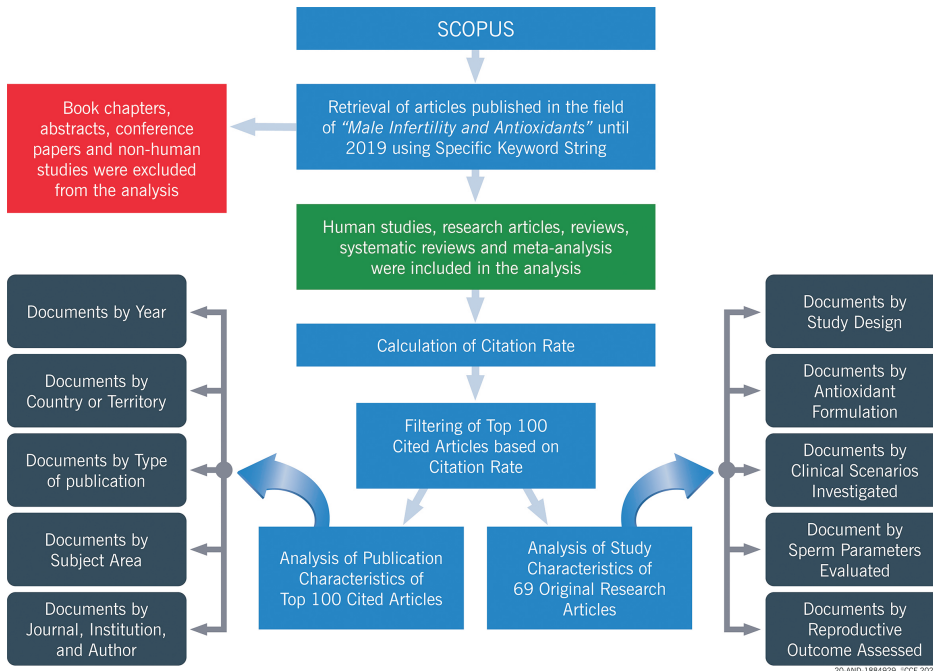 SCOPUS
Retrieval of articles published in the field
of “Male Infertility and Antioxidants” until
2019 using Specific Keyword String
Book chapters,
abstracts, conference
papers and non-human
studies were excluded
from the analysis
Human studies, research articles, reviews,
systematic reviews and meta-analysis
were included in the analysis
Calculation of Citation Rate
Filtering of Top 100
Cited Articles based on
Citation Rate
Analysis of Publication
Characteristics of
Top 100 Cited Articles
Analysis of Study
Characteristics of
69 Original Research
Articles
Documents by Year
Documents by
Country or Territory
Documents by Type
of publication
Documents by
Subject Area
Documents by
Journal, Institution,
and Author
Documents by
Study Design
Documents by
Antioxidant
Formulation
Documents by
Clinical Scenarios
Investigated
Document by
Sperm Parameters
Evaluated
Documents by
Reproductive
Outcome Assessed